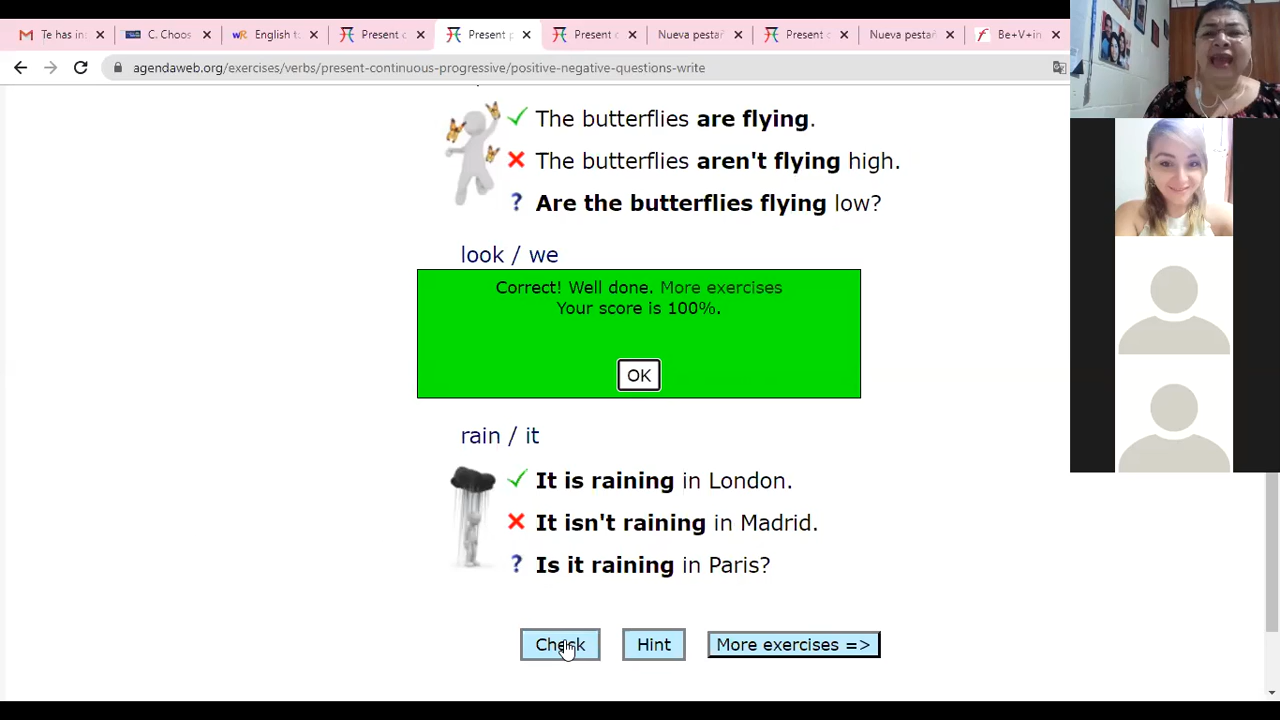 Te has in
C. Choos
English to
Present c
Present p
Present c
Nueva pestañ
Present c
Nueva pestañ
Be+V+in
agendaweb.org/exercises/verbs/present-continuous-progressive/positive-negative-questions-write
The butterflies are flying.
The butterflies aren't flying high.
? Are the butterflies flying low?
look / we
Correct! Well done. More exercises
Your score is 100%.
OK
rain / it
It is raining in London.
It isn't raining in Madrid.
? Is it raining in Paris?
Check
Hint
More exercises =>